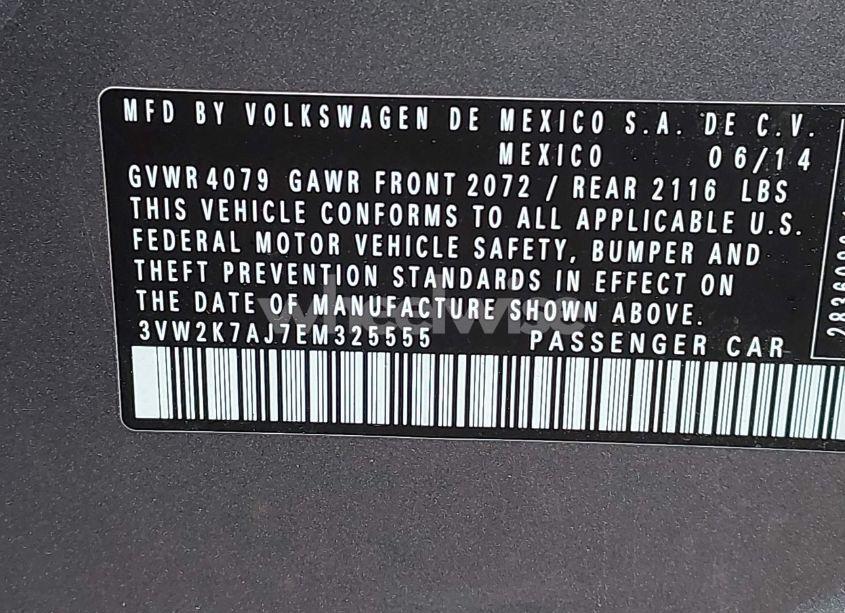 MFD BY VOLKSWAGEN DE MEXICO S.A. DE C.V.
MEXICO 06/14
GVWR 4079 GAWR FRONT 2072 / REAR 2116 LBS
THIS VEHICLE CONFORMS TO ALL APPLICABLE U.S.
FEDERAL MOTOR VEHICLE SAFETY, BUMPER AND
THEFT PREVENTION STANDARDS IN EFFECT ON
THE DATE OF MANUFACTURE SHOWN ABOVE.
wheelwise
3VW2K7AJ7EM325555 PASSENGER CAR